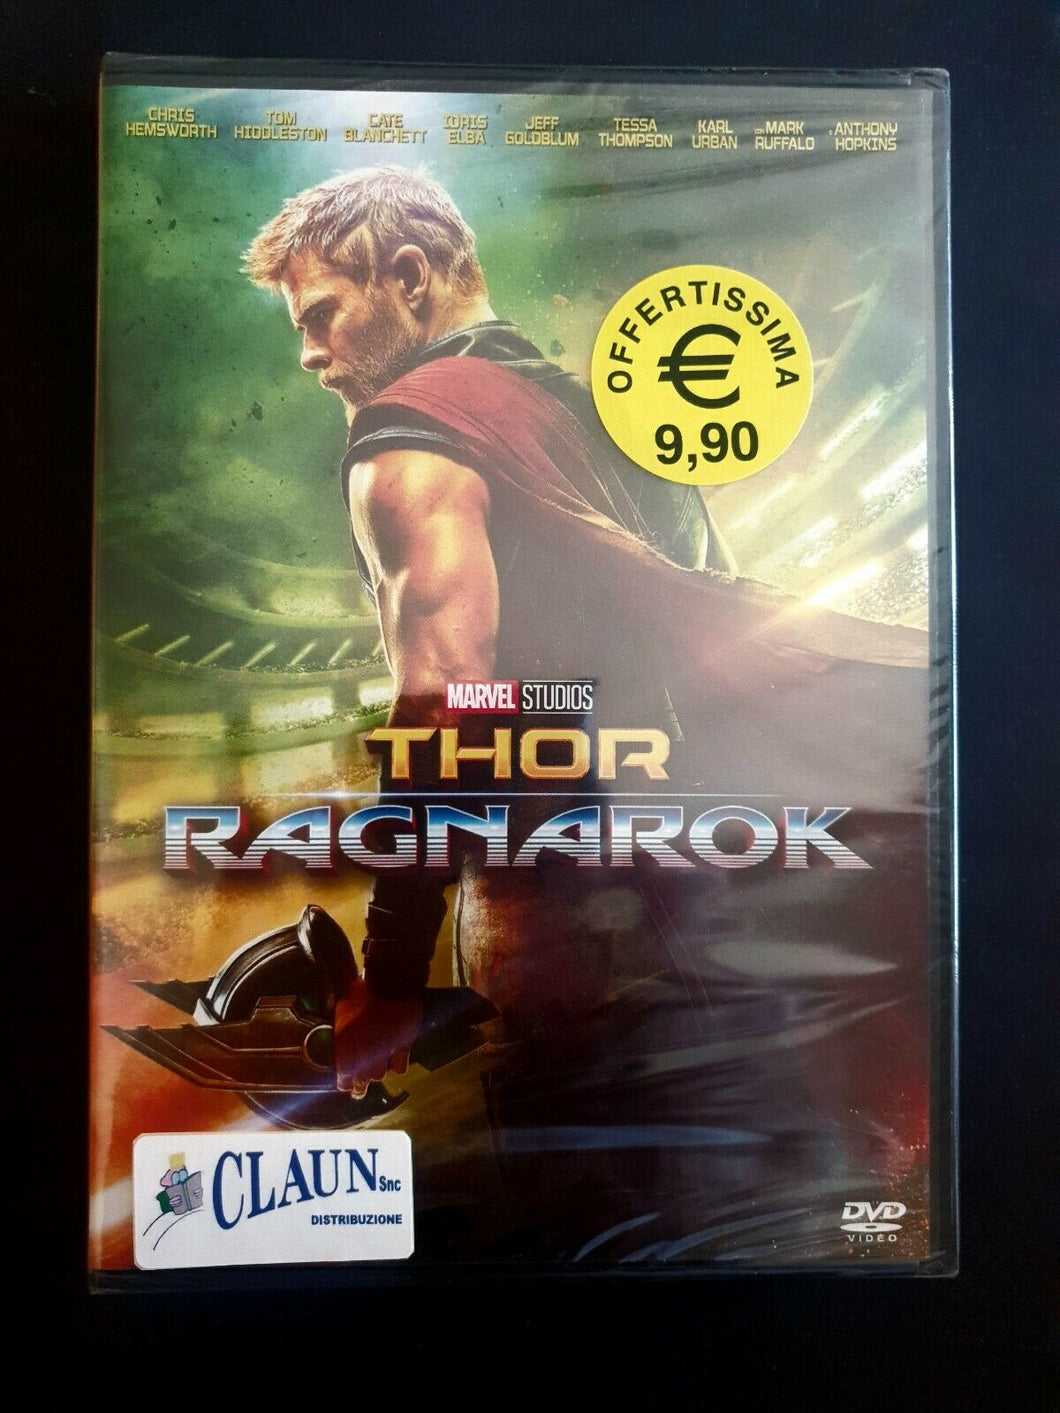 CHRIS
HEMSWORTH
TOM
HIDDLESTON
CATE
BLANCHETT
IDRIS
ELBA
JEFF
GOLDBLUM
TESSA
THOMPSON
KARL
URBAN
CON MARK
RUFFALO
E ANTHONY
HOPKINS
OFFERTISSIMA
€
9,90
MARVEL STUDIOS
THOR
RAGNAROK
CLAUN Snc
DISTRIBUZIONE
DVD
VIDEO